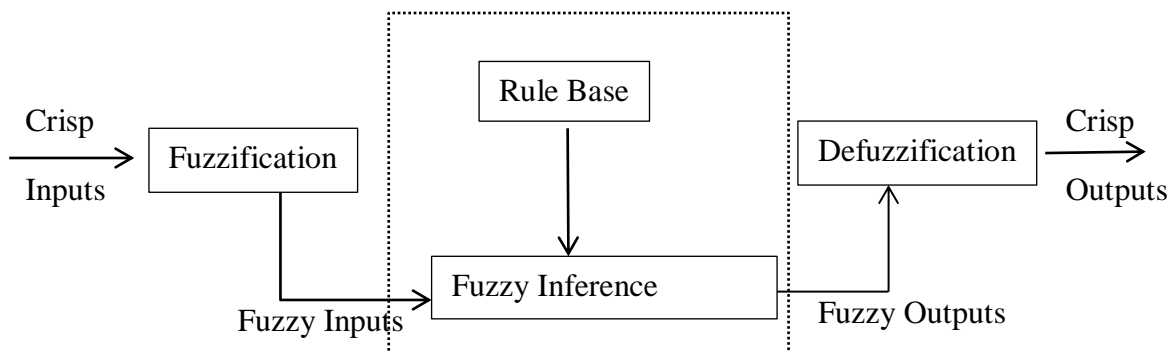 Crisp
Inputs
Fuzzification
Fuzzy Inputs
Rule Base
Fuzzy Inference
Fuzzy Outputs
Defuzzification
Crisp
Outputs